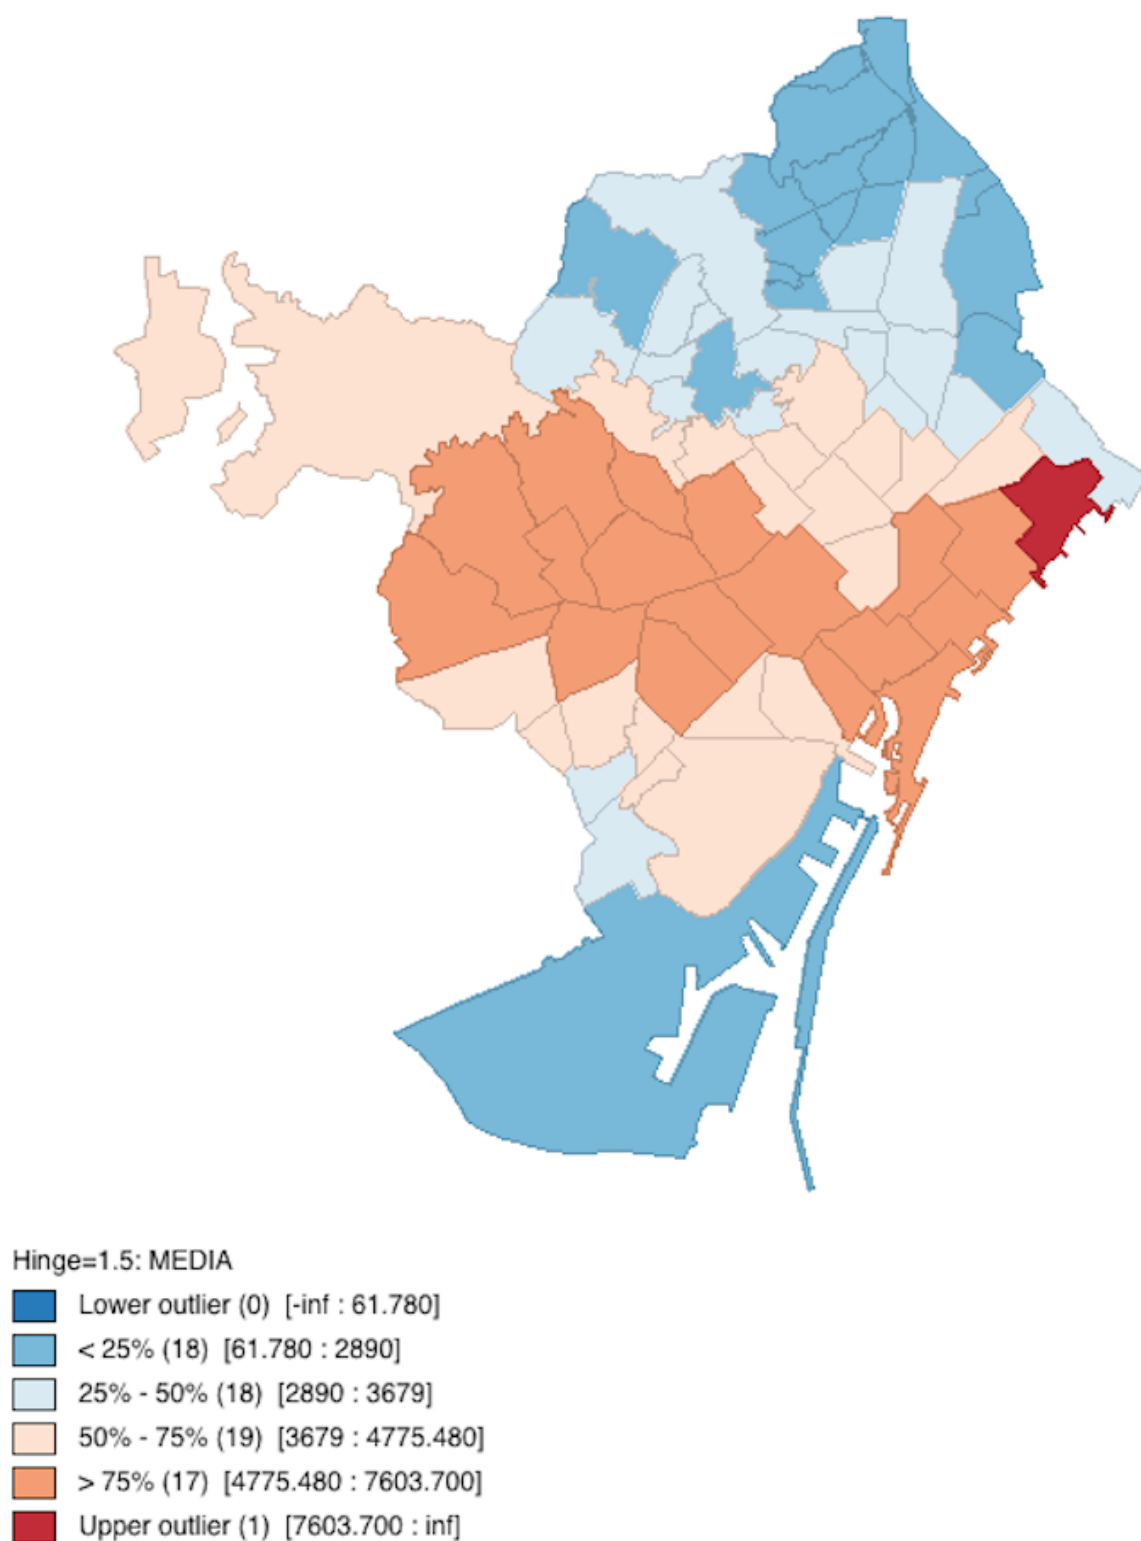 Hinge=1.5: MEDIA
Lower outlier (0) [-inf : 61.780]
< 25% (18) [61.780 : 2890]
25% - 50% (18) [2890 : 3679]
50% - 75% (19) [3679 : 4775.480]
> 75% (17) [4775.480 : 7603.700]
Upper outlier (1) [7603.700 : inf]